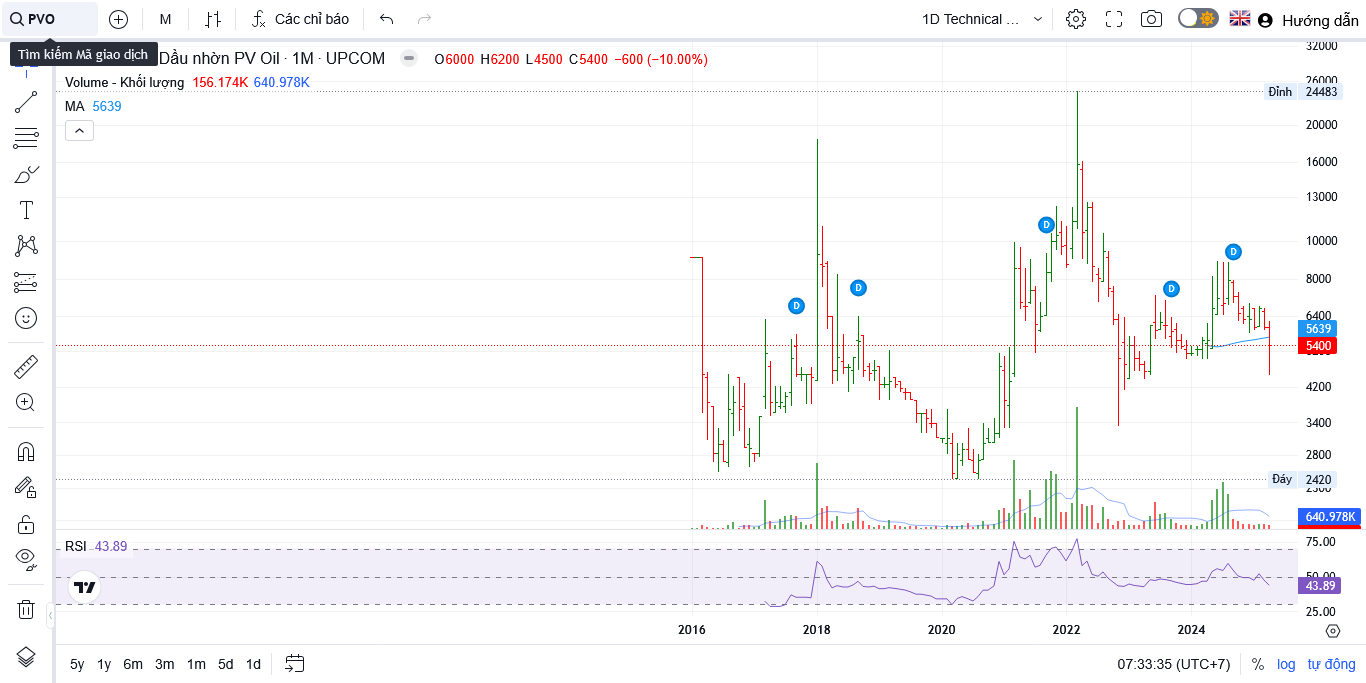 PVO
M
Các chỉ báo
1D Technical ...
Hướng dẫn
Tìm kiếm Mã giao dịch
Dầu nhờn PV Oil · 1M · UPCOM
O6000 H6200 L4500 C5400 −600 (−10.00%)
Volume - Khối lượng 156.174K 640.978K
MA 5639
32000
26000
Đỉnh 24483
20000
16000
13000
10000
8000
6400
5639
5400
4200
3400
2800
Đáy 2420
2300
640.978K
D
D
D
D
D
RSI 43.89
75.00
50.00
43.89
25.00
2016
2018
2020
2022
2024
5y 1y 6m 3m 1m 5d 1d
07:33:35 (UTC+7)
%
log
tự động